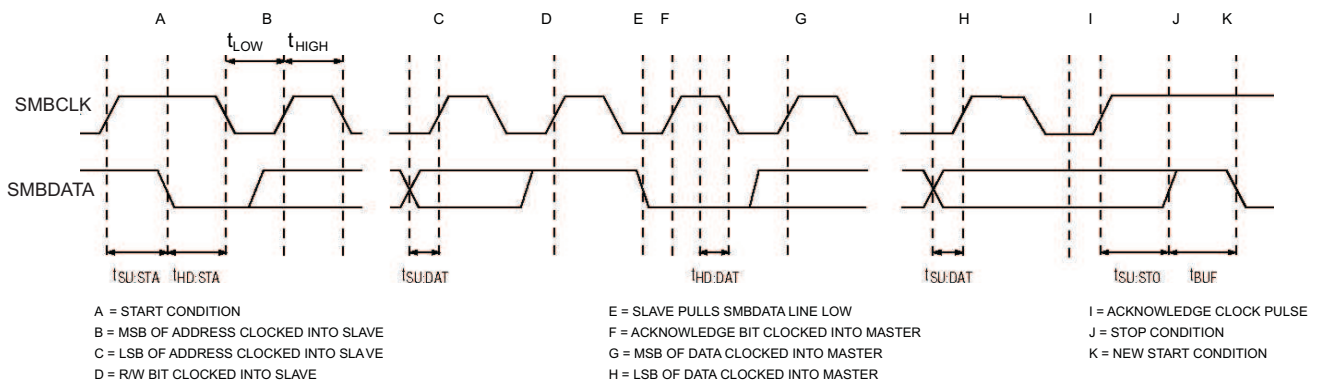 A B C D E F G H I J K
tLOW tHIGH
SMBCLK
SMBDATA
tSU:STA tHD:STA tSU:DAT tHD:DAT tSU:DAT tSU:STO tBUF
A = START CONDITION
B = MSB OF ADDRESS CLOCKED INTO SLAVE
C = LSB OF ADDRESS CLOCKED INTO SLAVE
D = R/W BIT CLOCKED INTO SLAVE
E = SLAVE PULLS SMBDATA LINE LOW
F = ACKNOWLEDGE BIT CLOCKED INTO MASTER
G = MSB OF DATA CLOCKED INTO MASTER
H = LSB OF DATA CLOCKED INTO MASTER
I = ACKNOWLEDGE CLOCK PULSE
J = STOP CONDITION
K = NEW START CONDITION